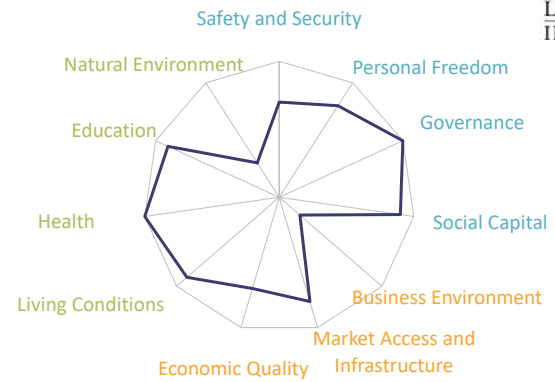 Safety and Security
Natural Environment
Personal Freedom
Education
Governance
Health
Social Capital
Living Conditions
Business Environment
Market Access and
Infrastructure
Economic Quality